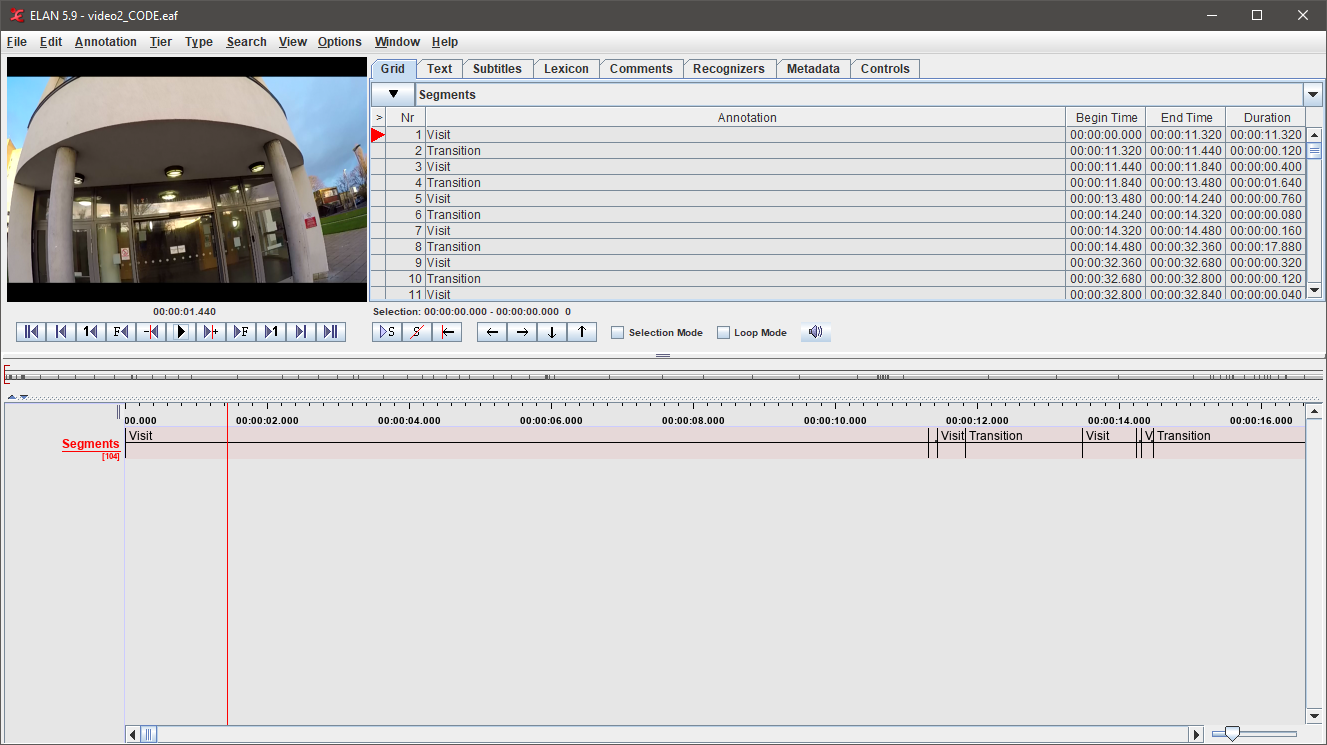 ELAN 5.9 - video2_CODE.eaf
File Edit Annotation Tier Type Search View Options Window Help
Grid Text Subtitles Lexicon Comments Recognizers Metadata Controls
Segments
> Nr Annotation Begin Time End Time Duration
1 Visit 00:00:00.000 00:00:11.320 00:00:11.320
2 Transition 00:00:11.320 00:00:11.440 00:00:00.120
3 Visit 00:00:11.440 00:00:11.840 00:00:00.400
4 Transition 00:00:11.840 00:00:13.480 00:00:01.640
5 Visit 00:00:13.480 00:00:14.240 00:00:00.760
6 Transition 00:00:14.240 00:00:14.320 00:00:00.080
7 Visit 00:00:14.320 00:00:14.480 00:00:00.160
8 Transition 00:00:14.480 00:00:32.360 00:00:17.880
9 Visit 00:00:32.360 00:00:32.680 00:00:00.320
10 Transition 00:00:32.680 00:00:32.800 00:00:00.120
11 Visit 00:00:32.800 00:00:32.840 00:00:00.040
00:00:01.440
Selection: 00:00:00.000 - 00:00:00.000 0
1 F F 1 S S Selection Mode Loop Mode
00.000 00:00:02.000 00:00:04.000 00:00:06.000 00:00:08.000 00:00:10.000 00:00:12.000 00:00:14.000 00:00:16.000
Visit Visit Transition Visit V Transition
Segments
[104]